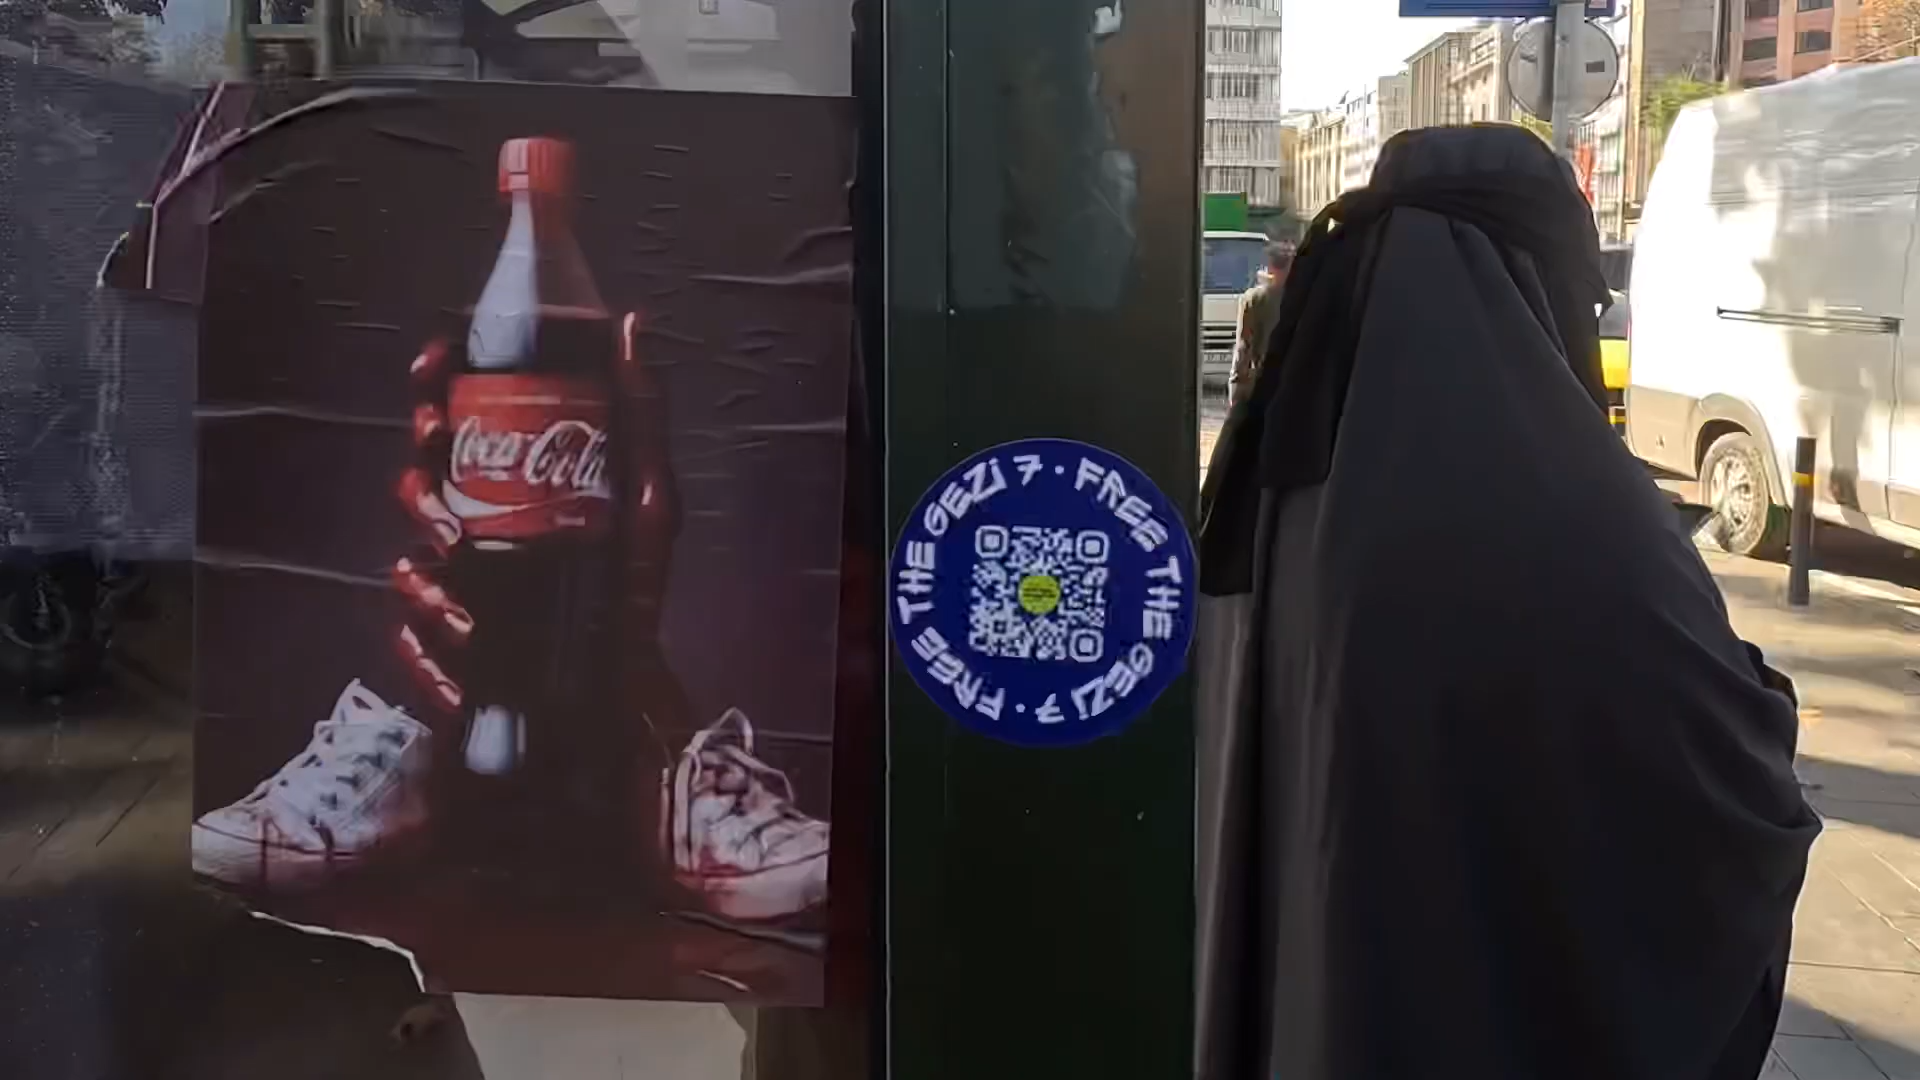 Coca-Cola
FREE THE GEZi 7 · FREE THE GEZi 7 ·